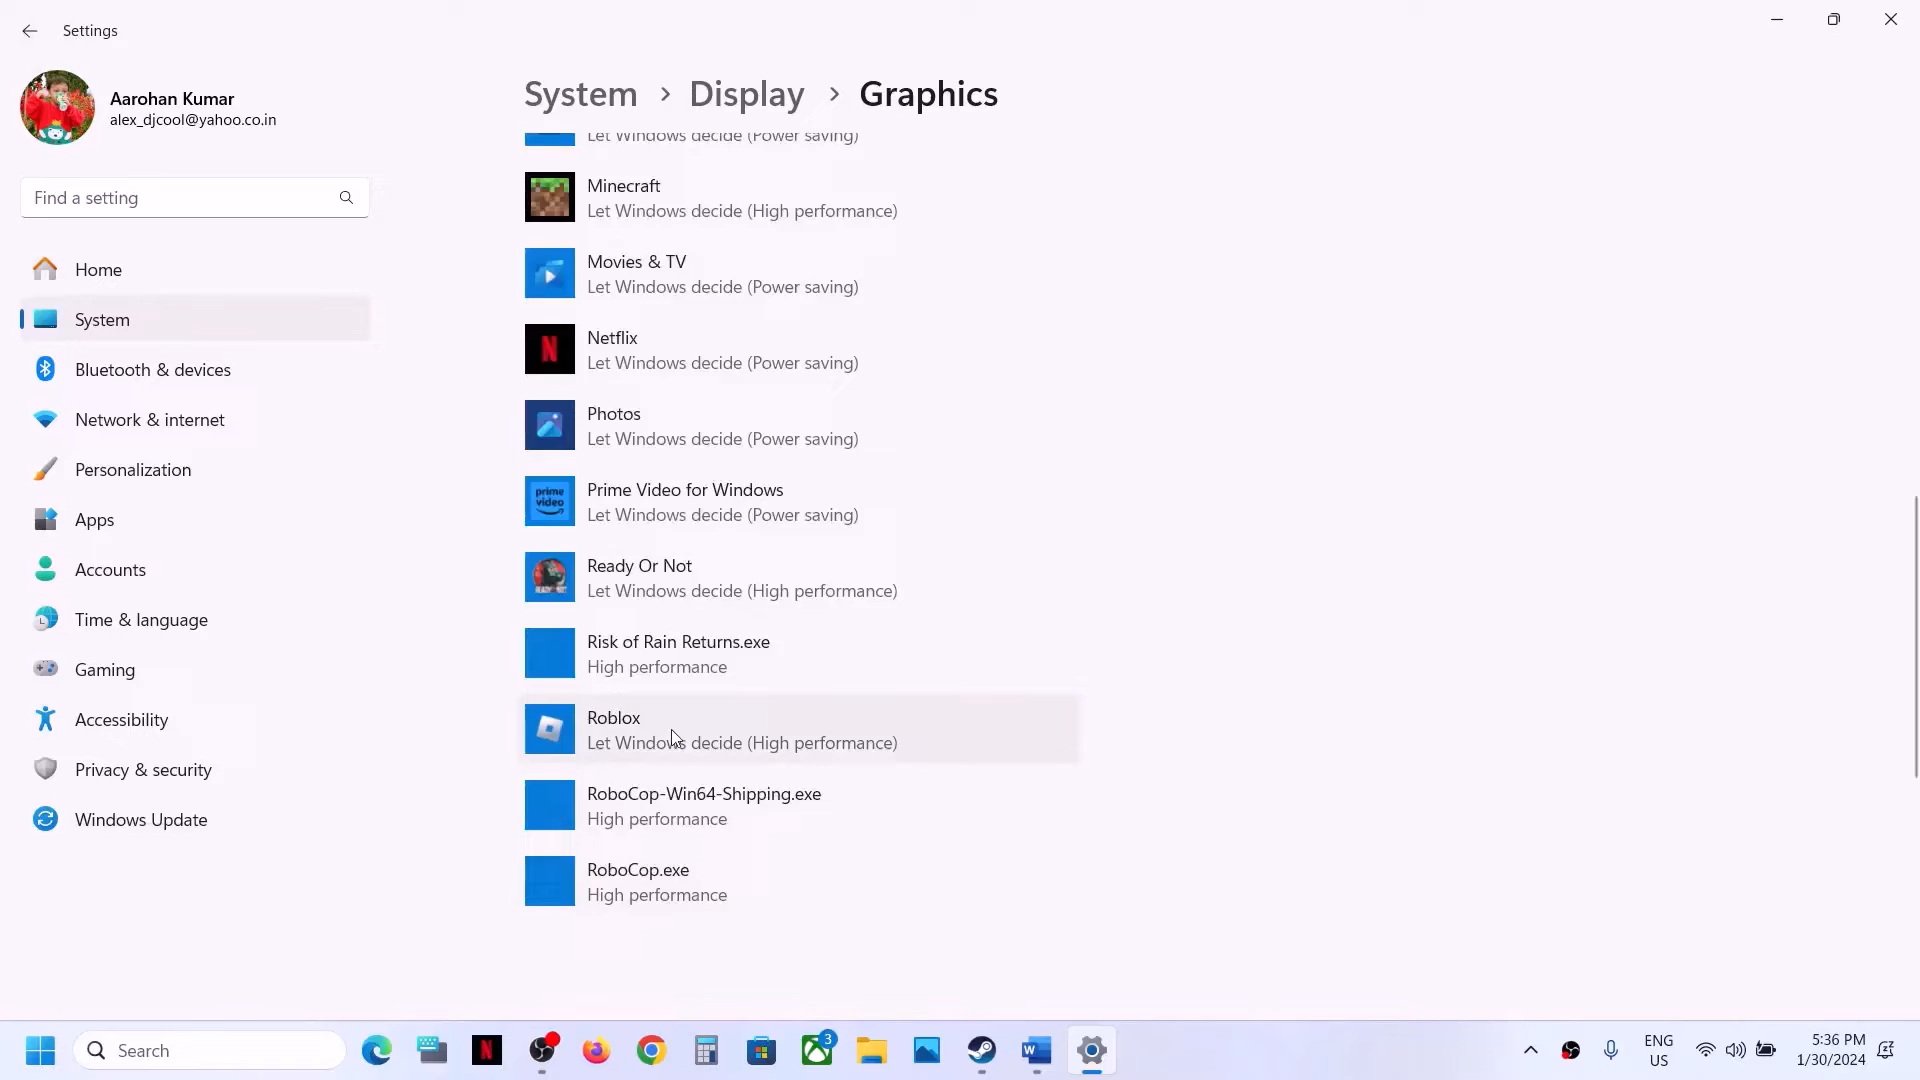 Settings
Aarohan Kumar
alex_djcool@yahoo.co.in
Find a setting
Home
System
Bluetooth & devices
Network & internet
Personalization
Apps
Accounts
Time & language
Gaming
Accessibility
Privacy & security
Windows Update
System > Display > Graphics
Let Windows decide (Power saving)
Minecraft
Let Windows decide (High performance)
Movies & TV
Let Windows decide (Power saving)
Netflix
Let Windows decide (Power saving)
Photos
Let Windows decide (Power saving)
prime
video
Prime Video for Windows
Let Windows decide (Power saving)
Ready Or Not
Let Windows decide (High performance)
Risk of Rain Returns.exe
High performance
Roblox
Let Windows decide (High performance)
RoboCop-Win64-Shipping.exe
High performance
RoboCop.exe
High performance
Search
3
ENG
US
5:36 PM
1/30/2024